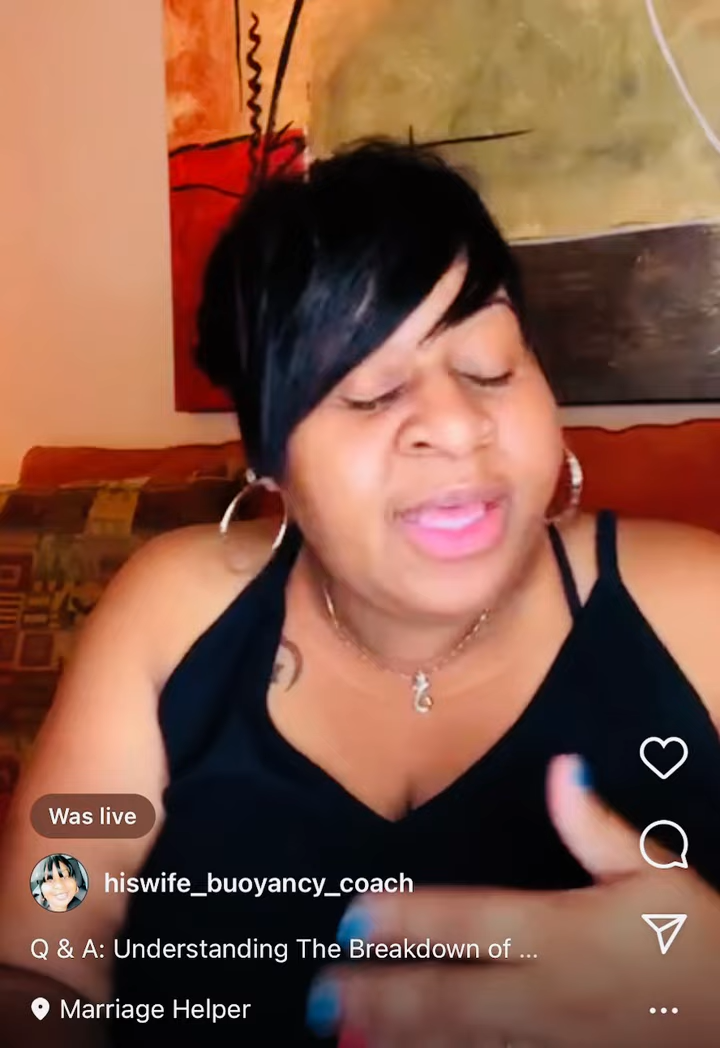 Was live
hiswife_buoyancy_coach
Q & A: Understanding The Breakdown of ...
Marriage Helper